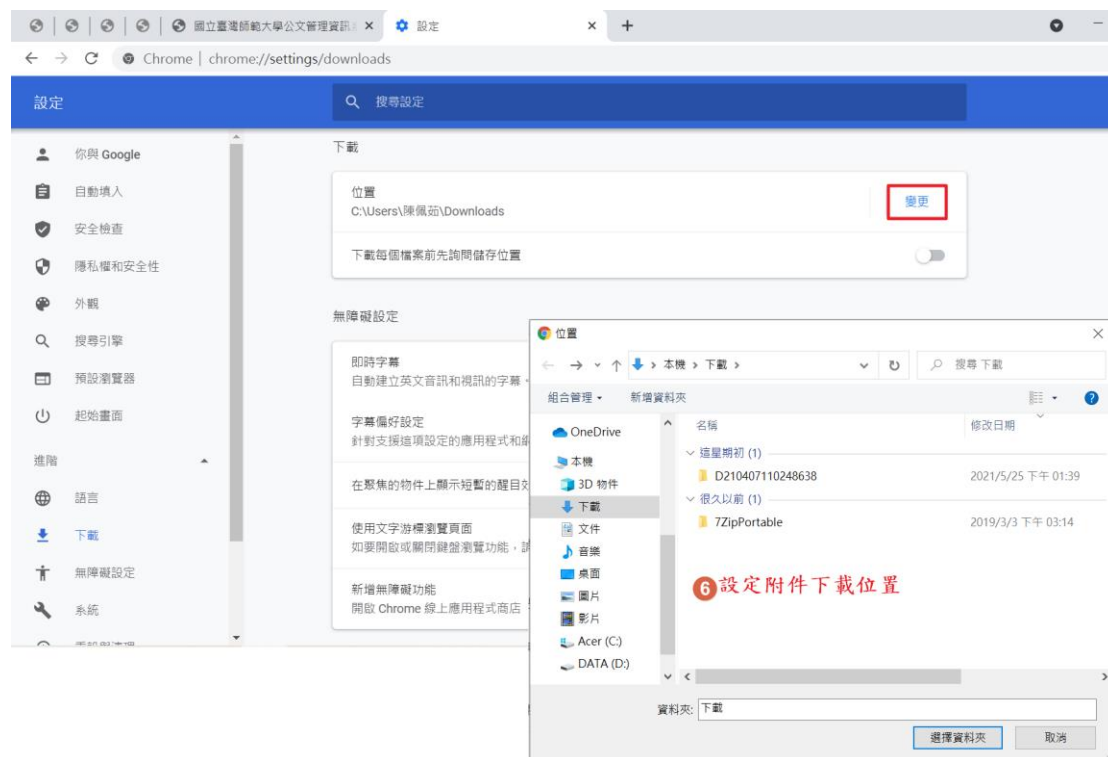 國立臺灣師範大學公文管理資訊
設定
Chrome | chrome://settings/downloads
設定
搜尋設定
你與 Google
自動填入
安全檢查
隱私權和安全性
外觀
搜尋引擎
預設瀏覽器
起始畫面
進階
語言
下載
無障礙設定
系統
下載
位置
C:\Users\陳佩茹\Downloads
變更
下載每個檔案前先詢問儲存位置
無障礙設定
即時字幕
自動建立英文音訊和視訊的字幕。
字幕偏好設定
針對支援這項設定的應用程式和
在聚焦的物件上顯示短暫的醒目
使用文字游標瀏覽頁面
如要開啟或關閉鍵盤瀏覽功能,
新增無障礙功能
開啟 Chrome 線上應用程式商店
位置
本機 > 下載 >
搜尋 下載
組合管理
新增資料夾
OneDrive
本機
3D 物件
下載
文件
音樂
桌面
圖片
影片
Acer (C:)
DATA (D:)
名稱
修改日期
這星期初 (1)
D210407110248638
2021/5/25 下午 01:39
很久以前 (1)
7ZipPortable
2019/3/3 下午 03:14
6設定附件下載位置
資料夾: 下載
選擇資料夾
取消